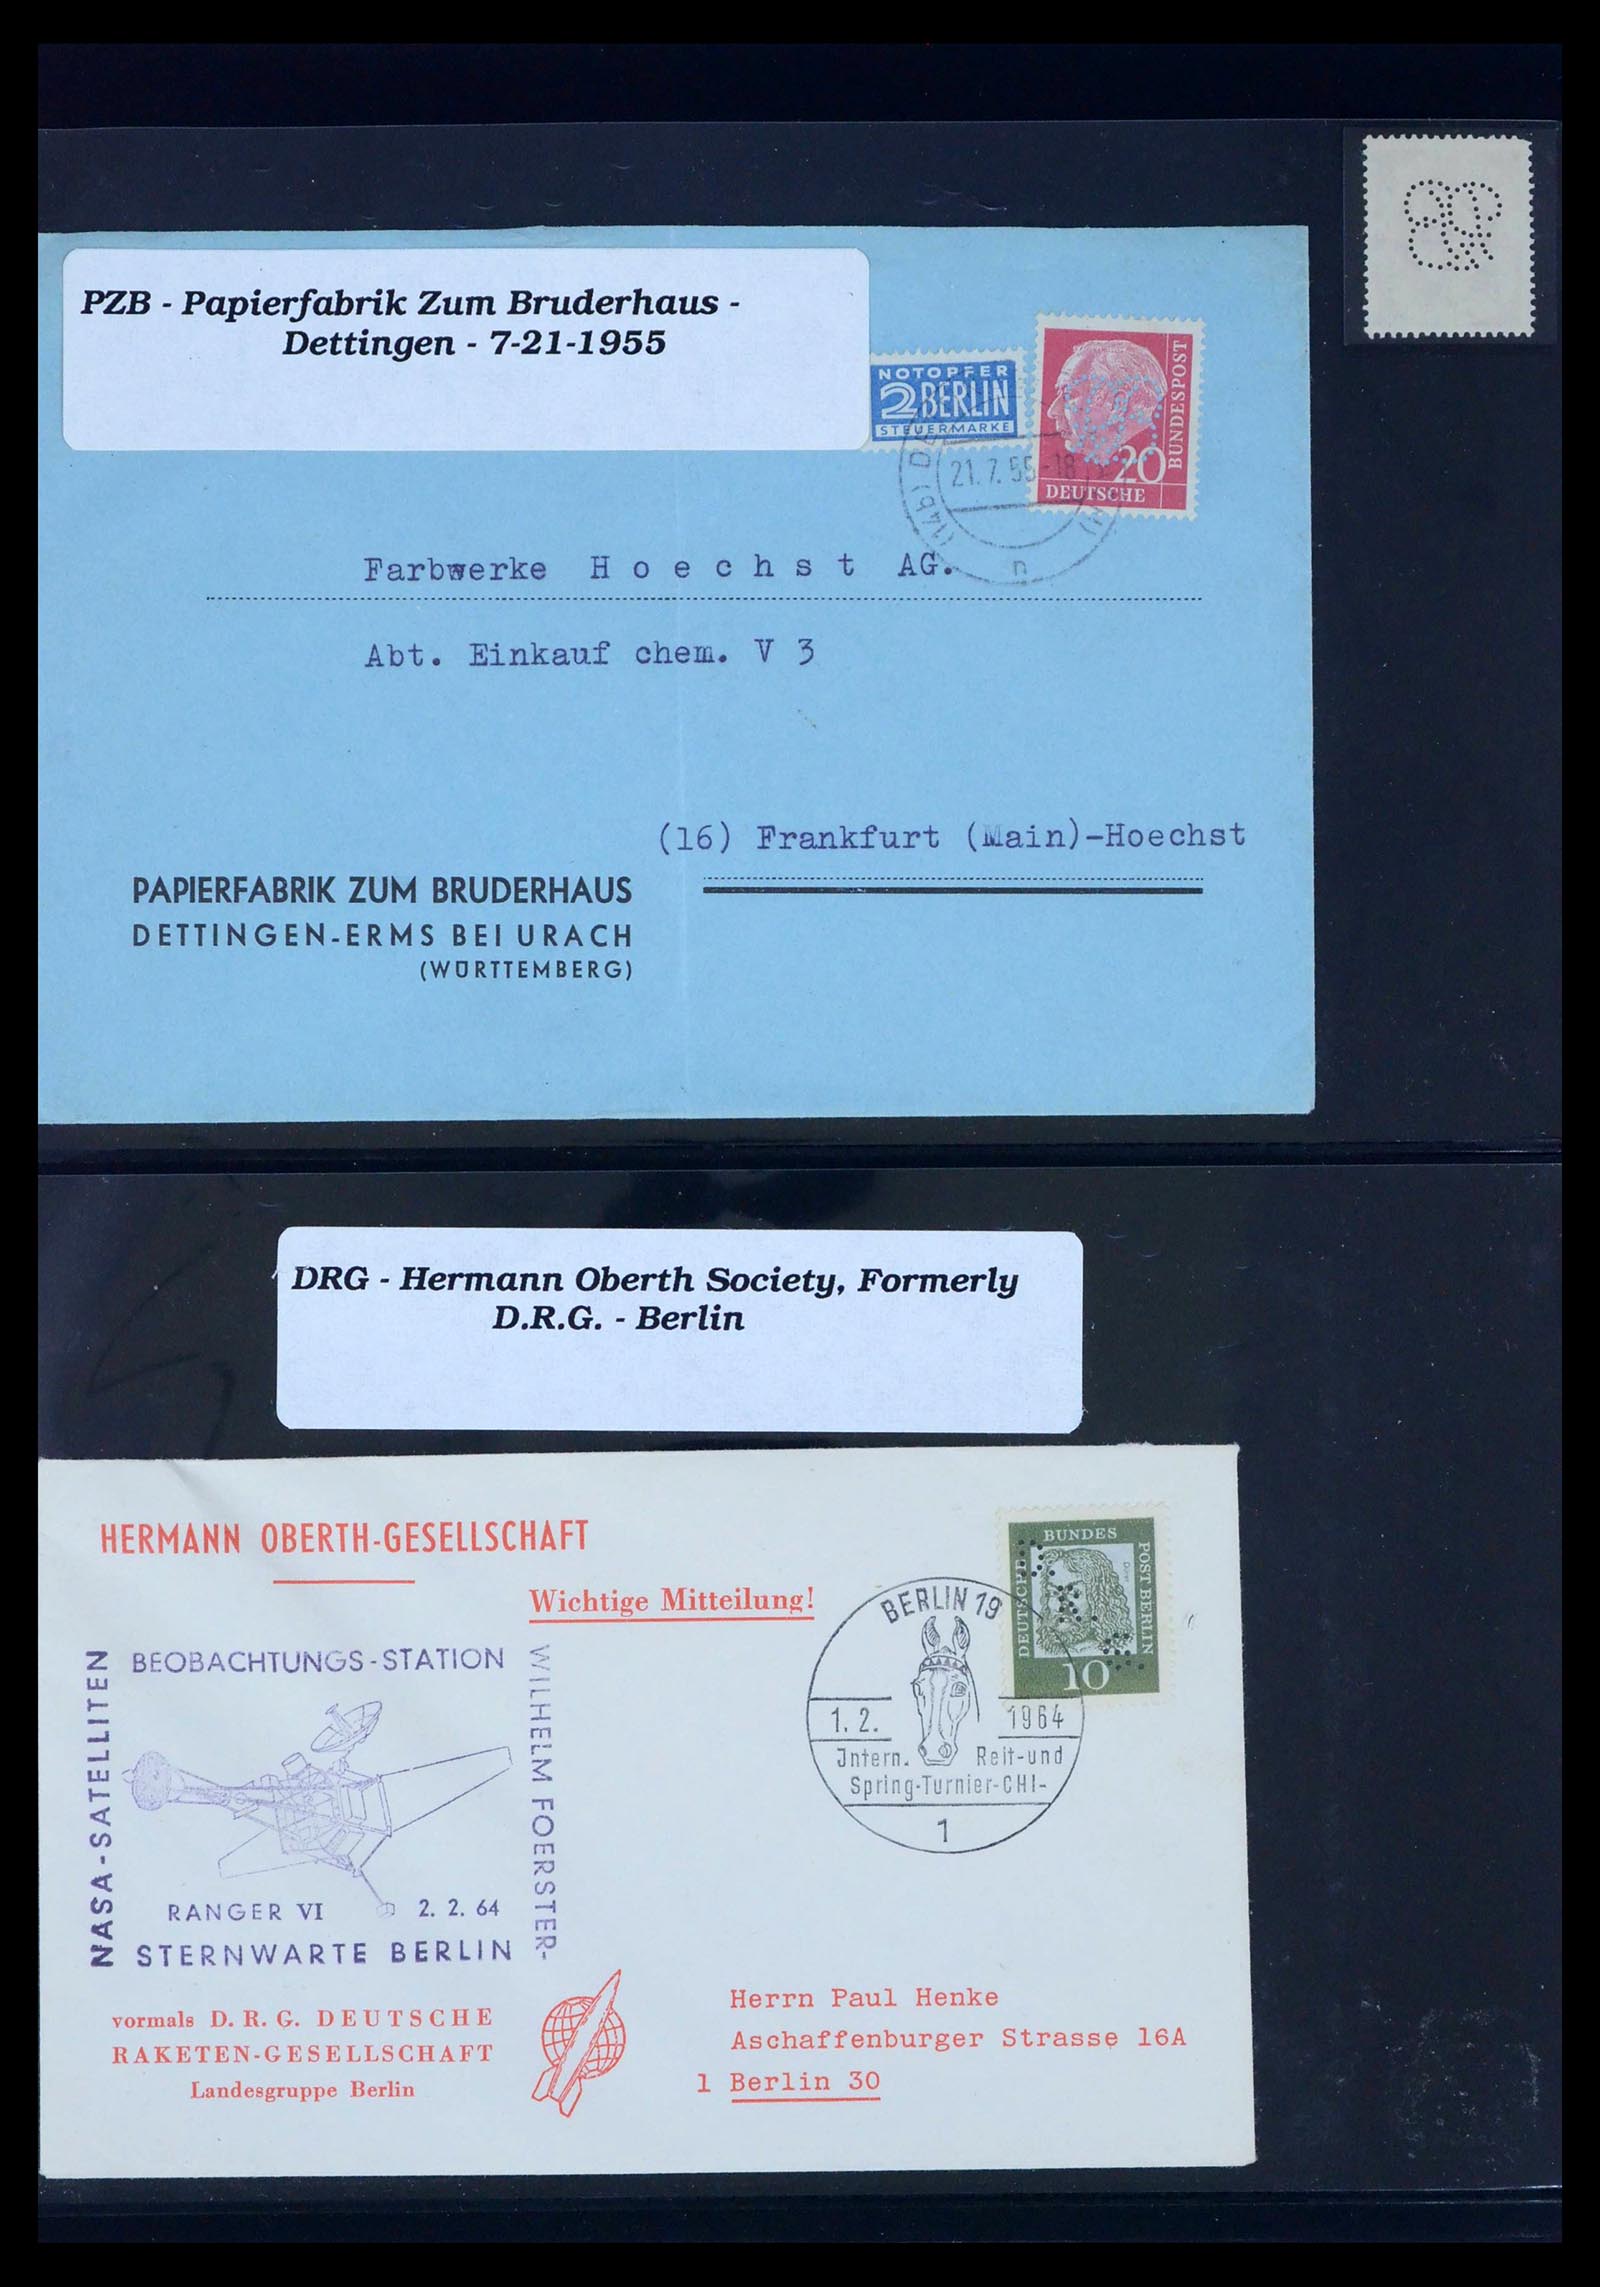 PZB - Papierfabrik Zum Bruderhaus -
Dettingen - 7-21-1955
NOTOPFER
2 BERLIN
STEUERMARKE
BUNDESPOST
20
DEUTSCHE
21.7.55-18
(14b)
n
Farbwerke H o e c h s t AG.
Abt. Einkauf chem. V 3
(16) Frankfurt (Main)-Hoechst
PAPIERFABRIK ZUM BRUDERHAUS
DETTINGEN-ERMS BEI URACH
(WÜRTTEMBERG)
DRG - Hermann Oberth Society, Formerly
D.R.G. - Berlin
HERMANN OBERTH-GESELLSCHAFT
Wichtige Mitteilung!
DEUTSCHE
BUNDES
POST BERLIN
Dürer
10
D.R.G.
BERLIN 19
1. 2. 1964
Intern. Reit-und
Spring-Turnier-CHI-
1
NASA-SATELLITEN
BEOBACHTUNGS-STATION
WILHELM FOERSTER-
RANGER VI 2. 2. 64
STERNWARTE BERLIN
vormals D. R. G. DEUTSCHE
RAKETEN-GESELLSCHAFT
Landesgruppe Berlin
Herrn Paul Henke
Aschaffenburger Strasse 16A
1 Berlin 30